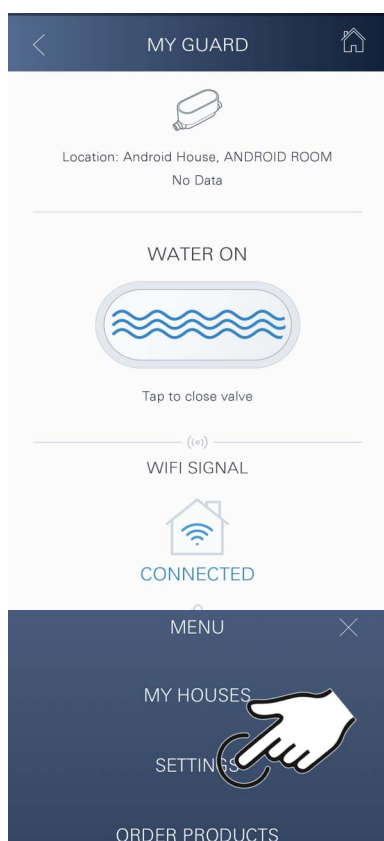 MY GUARD
Location: Android House, ANDROID ROOM
No Data
WATER ON
Tap to close valve
WIFI SIGNAL
CONNECTED
MENU
MY HOUSES
SETTINGS
ORDER PRODUCTS